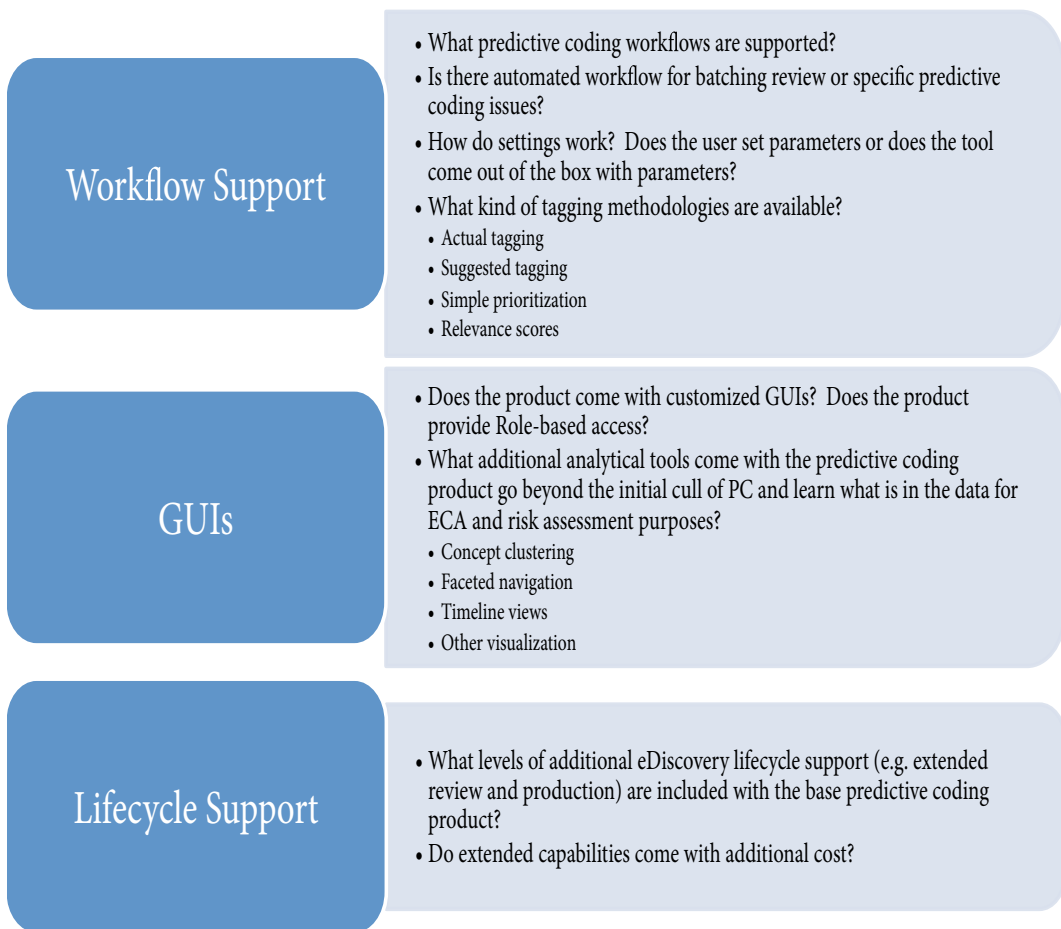 Workflow Support
• What predictive coding workflows are supported?
• Is there automated workflow for batching review or specific predictive
coding issues?
• How do settings work? Does the user set parameters or does the tool
come out of the box with parameters?
• What kind of tagging methodologies are available?
• Actual tagging
• Suggested tagging
• Simple prioritization
• Relevance scores
GUIs
• Does the product come with customized GUIs? Does the product
provide Role-based access?
• What additional analytical tools come with the predictive coding
product go beyond the initial cull of PC and learn what is in the data for
ECA and risk assessment purposes?
• Concept clustering
• Faceted navigation
• Timeline views
• Other visualization
Lifecycle Support
• What levels of additional eDiscovery lifecycle support (e.g. extended
review and production) are included with the base predictive coding
product?
• Do extended capabilities come with additional cost?